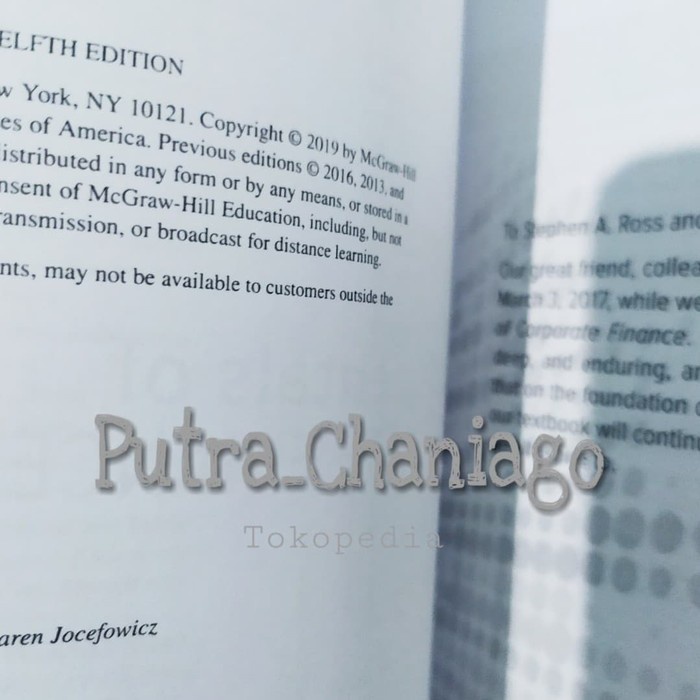 ELFTH EDITION
w York, NY 10121. Copyright © 2019 by McGraw-Hill
es of America. Previous editions © 2016, 2013, and
istributed in any form or by any means, or stored in a
nsent of McGraw-Hill Education, including, but not
ransmission, or broadcast for distance learning.
nts, may not be available to customers outside the
aren Jocefowicz
To Stephen A. Ross and
Our great friend, collea
March 3, 2017, while we
of Corporate Finance.
deep, and enduring, an
that on the foundation o
our textbook will continu
Putra_Chaniago
Tokopedia